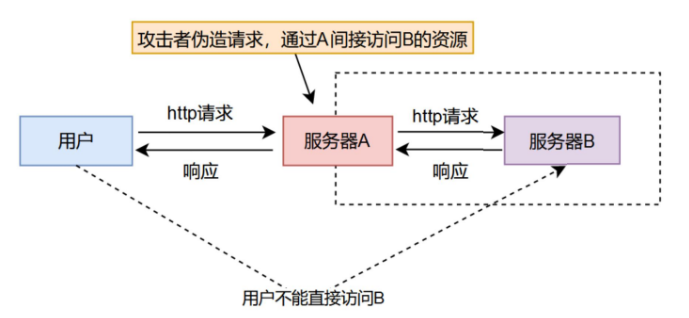 攻击者伪造请求，通过A间接访问B的资源
http请求
http请求
用户
服务器A
服务器B
响应
响应
用户不能直接访问B